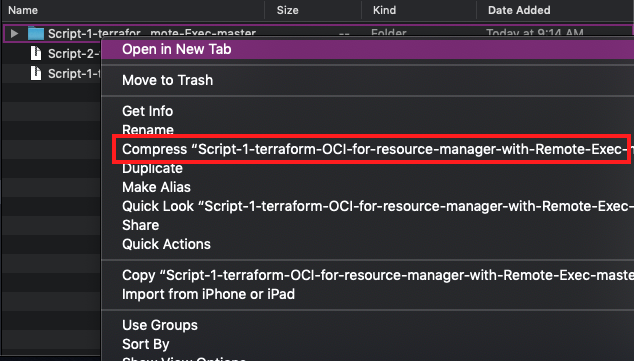 Name Size Kind Date Added
Script-1-terrafor...mote-Exec-master -- Folder Today at 9:14 AM
Open in New Tab
Script-2-
Move to Trash
Script-1-t
Get Info
Rename
Compress “Script-1-terraform-OCI-for-resource-manager-with-Remote-Exec-
Duplicate
Make Alias
Quick Look “Script-1-terraform-OCI-for-resource-manager-with-Remote-Exec-
Share
Quick Actions
Copy “Script-1-terraform-OCI-for-resource-manager-with-Remote-Exec-maste
Import from iPhone or iPad
Use Groups
Sort By
Show View Options